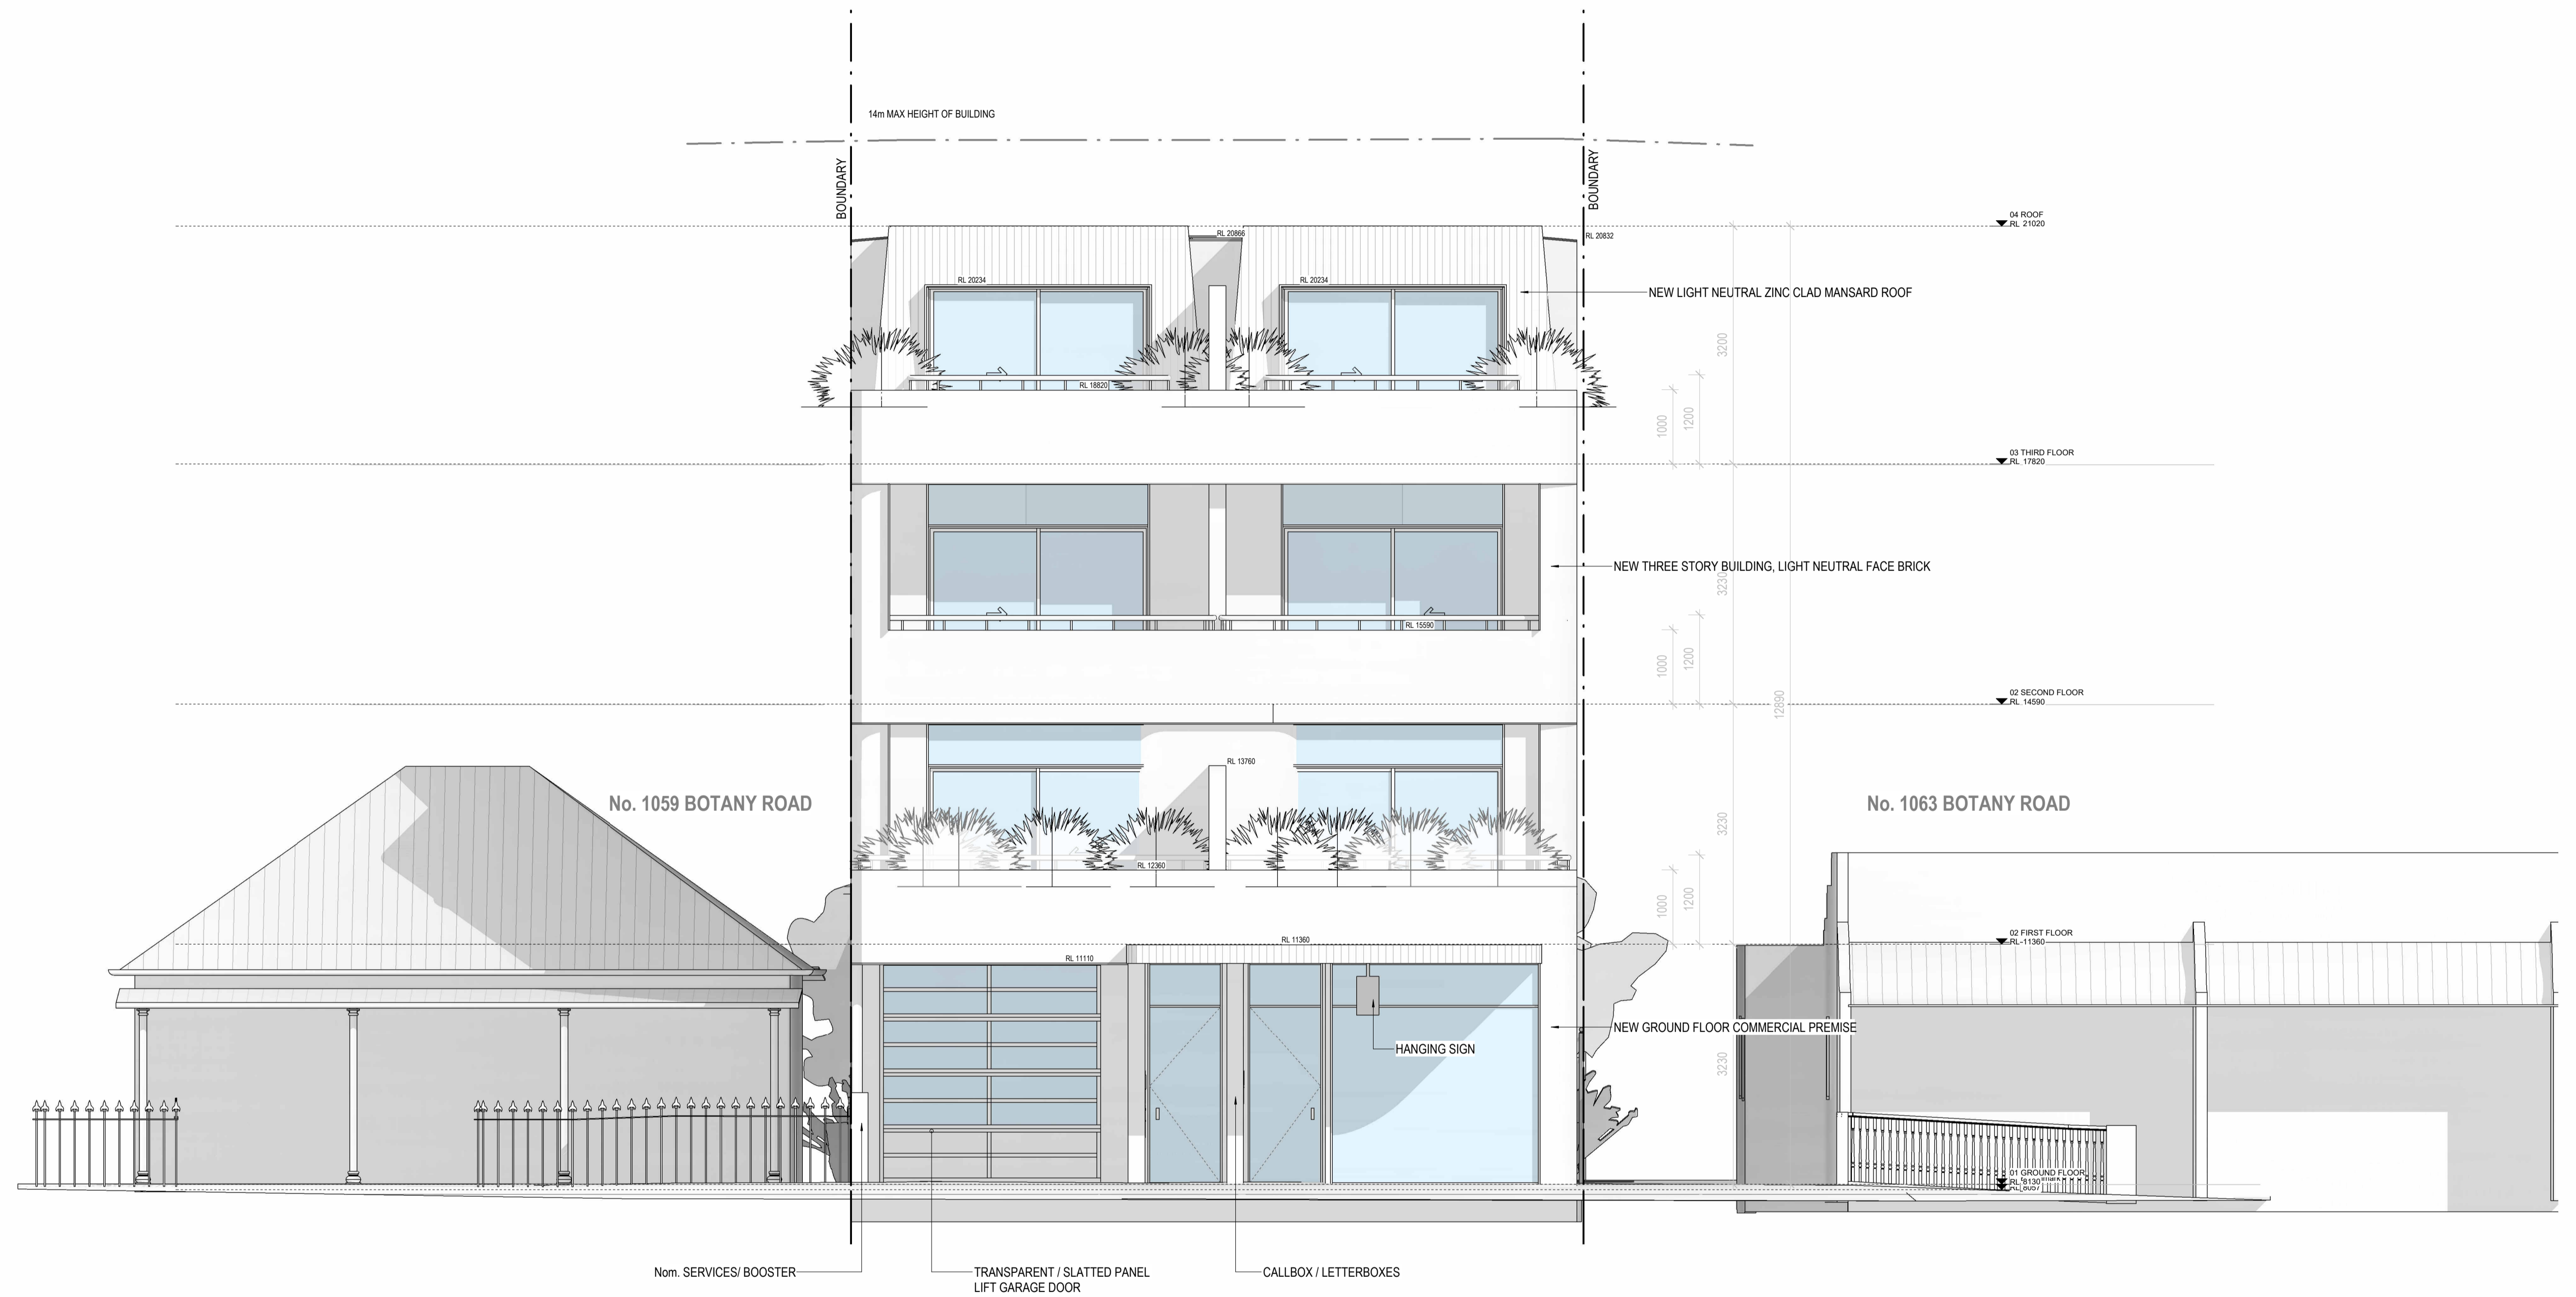 14m MAX HEIGHT OF BUILDING
BOUNDARY
BOUNDARY
04 ROOF
RL 21020
RL 20866
RL 20832
RL 20234
RL 20234
NEW LIGHT NEUTRAL ZINC CLAD MANSARD ROOF
3200
RL 18820
1000
1200
03 THIRD FLOOR
RL 17820
NEW THREE STORY BUILDING, LIGHT NEUTRAL FACE BRICK
3230
RL 15590
1000
1200
02 SECOND FLOOR
RL 14590
12890
RL 13760
No. 1059 BOTANY ROAD
No. 1063 BOTANY ROAD
3230
RL 12360
1000
1200
02 FIRST FLOOR
RL 11360
RL 11360
RL 11110
NEW GROUND FLOOR COMMERCIAL PREMISE
HANGING SIGN
3230
01 GROUND FLOOR
RL 8130
RL 8057
Nom. SERVICES/ BOOSTER
TRANSPARENT / SLATTED PANEL
LIFT GARAGE DOOR
CALLBOX / LETTERBOXES